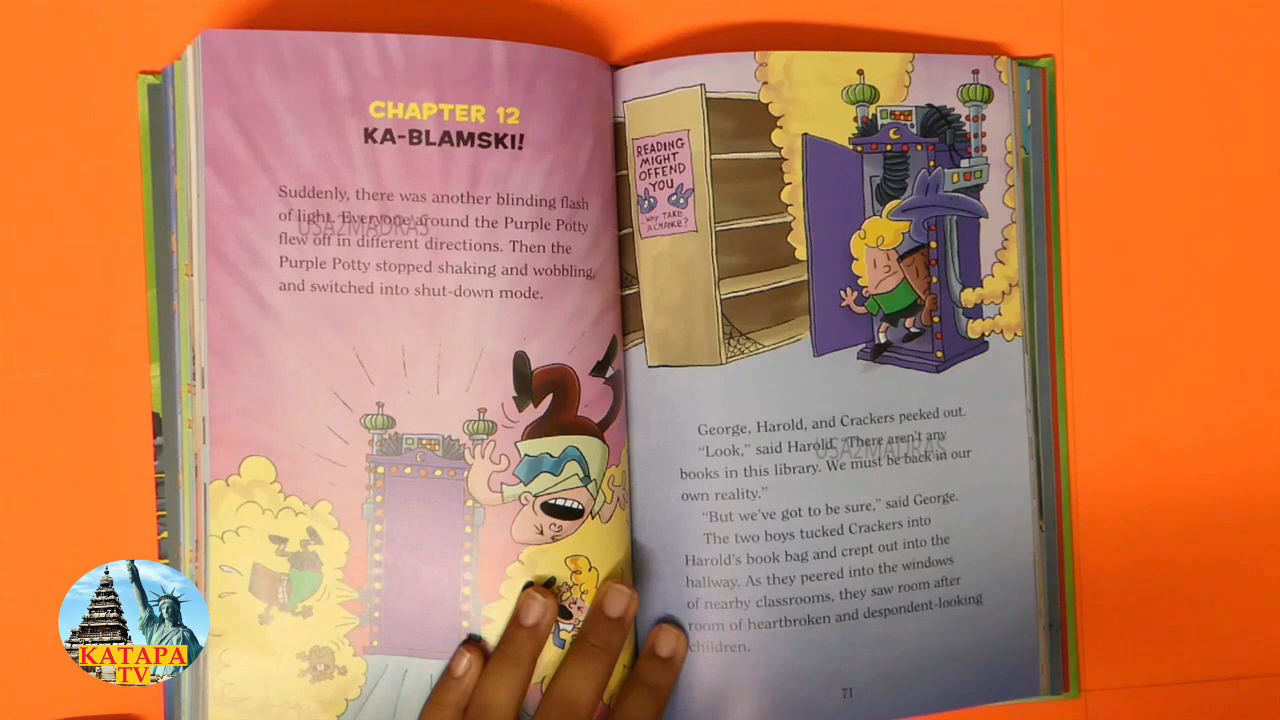 CHAPTER 12
KA-BLAMSKI!
Suddenly, there was another blinding flash
of light. Everyone around the Purple Potty
flew off in different directions. Then the
Purple Potty stopped shaking and wobbling,
and switched into shut-down mode.
USA2MADRAS
READING
MIGHT
OFFEND
YOU
...WHY TAKE
A CHANCE?
George, Harold, and Crackers peeked out.
"Look," said Harold. "There aren't any
books in this library. We must be back in our
own reality."
"But we've got to be sure," said George.
The two boys tucked Crackers into
Harold's book bag and crept out into the
hallway. As they peered into the windows
of nearby classrooms, they saw room after
room of heartbroken and despondent-looking
children.
USA2MADRAS
71
KATAPA
TV